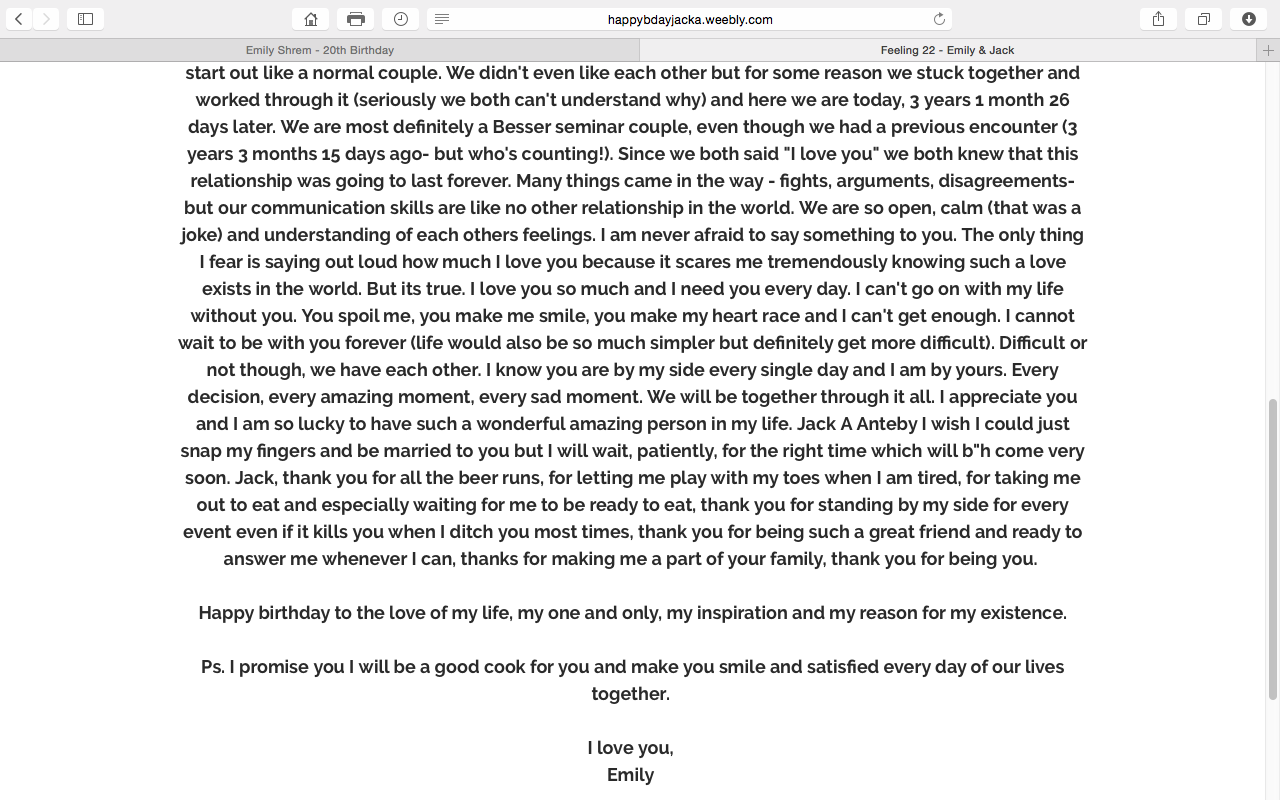 happybdayjacka.weebly.com
Emily Shrem - 20th Birthday
Feeling 22 - Emily & Jack
start out like a normal couple. We didn't even like each other but for some reason we stuck together and
worked through it (seriously we both can't understand why) and here we are today, 3 years 1 month 26
days later. We are most definitely a Besser seminar couple, even though we had a previous encounter (3
years 3 months 15 days ago- but who's counting!). Since we both said "I love you" we both knew that this
relationship was going to last forever. Many things came in the way - fights, arguments, disagreements-
but our communication skills are like no other relationship in the world. We are so open, calm (that was a
joke) and understanding of each others feelings. I am never afraid to say something to you. The only thing
I fear is saying out loud how much I love you because it scares me tremendously knowing such a love
exists in the world. But its true. I love you so much and I need you every day. I can't go on with my life
without you. You spoil me, you make me smile, you make my heart race and I can't get enough. I cannot
wait to be with you forever (life would also be so much simpler but definitely get more difficult). Difficult or
not though, we have each other. I know you are by my side every single day and I am by yours. Every
decision, every amazing moment, every sad moment. We will be together through it all. I appreciate you
and I am so lucky to have such a wonderful amazing person in my life. Jack A Anteby I wish I could just
snap my fingers and be married to you but I will wait, patiently, for the right time which will b"h come very
soon. Jack, thank you for all the beer runs, for letting me play with my toes when I am tired, for taking me
out to eat and especially waiting for me to be ready to eat, thank you for standing by my side for every
event even if it kills you when I ditch you most times, thank you for being such a great friend and ready to
answer me whenever I can, thanks for making me a part of your family, thank you for being you.
Happy birthday to the love of my life, my one and only, my inspiration and my reason for my existence.
Ps. I promise you I will be a good cook for you and make you smile and satisfied every day of our lives
together.
I love you,
Emily